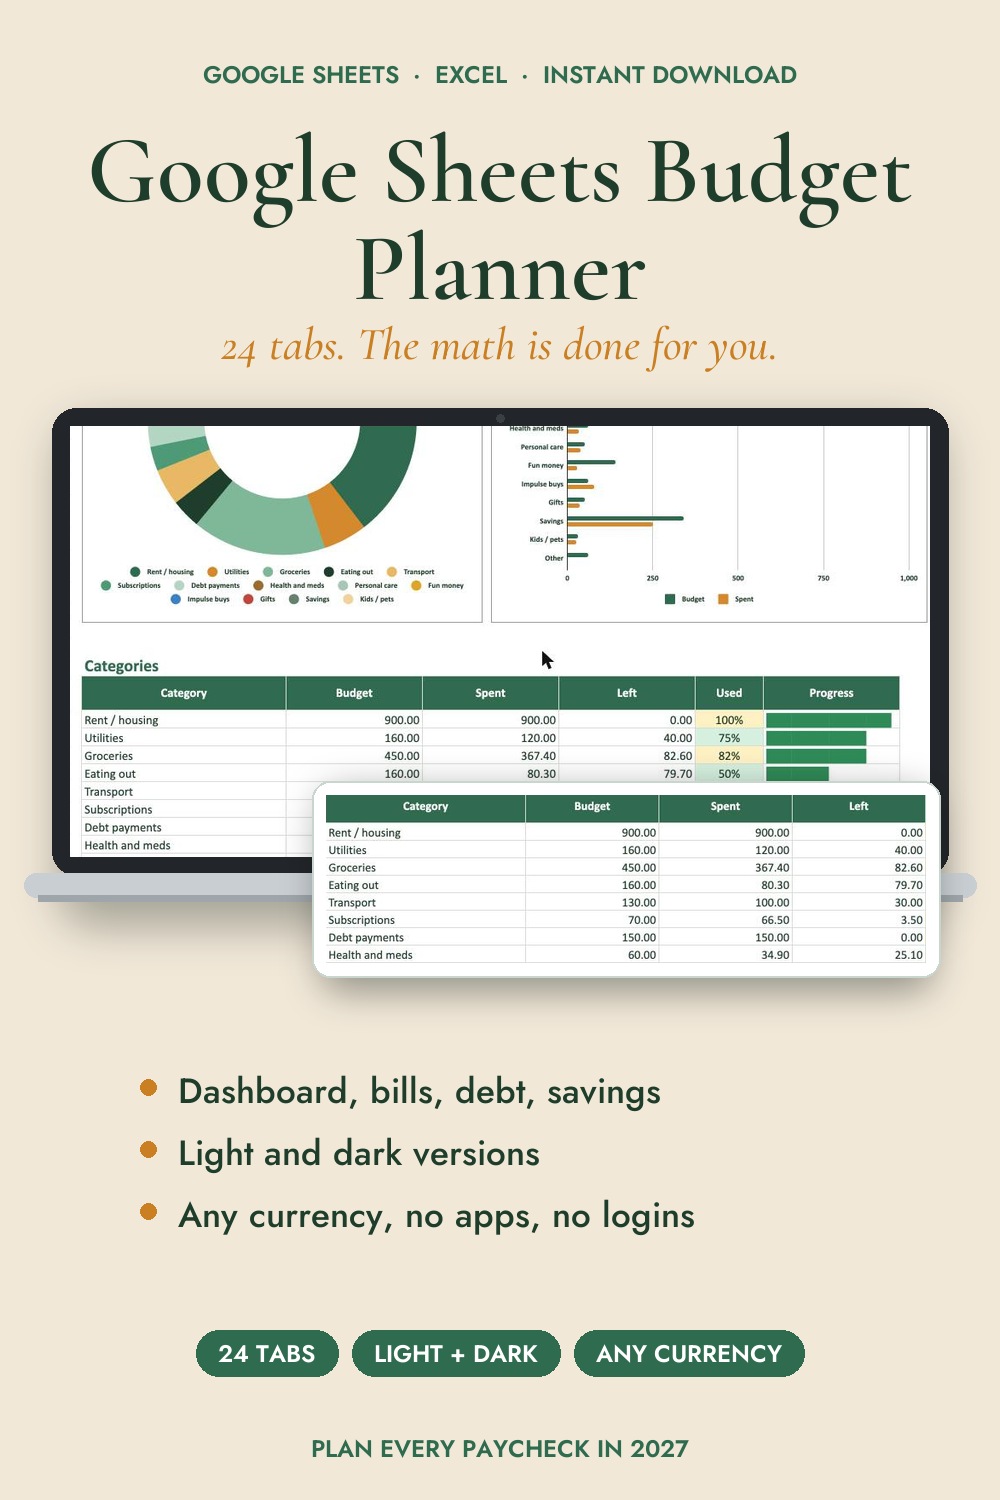 GOOGLE SHEETS · EXCEL · INSTANT DOWNLOAD
Google Sheets Budget
Planner
24 tabs. The math is done for you.
Health and meds
Personal care
Fun money
Impulse buys
Gifts
Savings
Kids / pets
Other
0 250 500 750 1,000
Budget Spent
Rent / housing Utilities Groceries Eating out Transport
Subscriptions Debt payments Health and meds Personal care Fun money
Impulse buys Gifts Savings Kids / pets
Categories
Category Budget Spent Left Used Progress
Rent / housing 900.00 900.00 0.00 100%
Utilities 160.00 120.00 40.00 75%
Groceries 450.00 367.40 82.60 82%
Eating out 160.00 80.30 79.70 50%
Transport
Subscriptions
Debt payments
Health and meds
Category Budget Spent Left
Rent / housing 900.00 900.00 0.00
Utilities 160.00 120.00 40.00
Groceries 450.00 367.40 82.60
Eating out 160.00 80.30 79.70
Transport 130.00 100.00 30.00
Subscriptions 70.00 66.50 3.50
Debt payments 150.00 150.00 0.00
Health and meds 60.00 34.90 25.10
Dashboard, bills, debt, savings
Light and dark versions
Any currency, no apps, no logins
24 TABS LIGHT + DARK ANY CURRENCY
PLAN EVERY PAYCHECK IN 2027